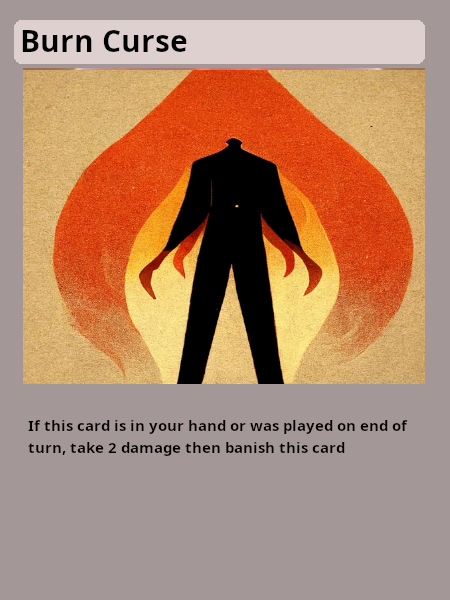 Burn Curse
If this card is in your hand or was played on end of
turn, take 2 damage then banish this card